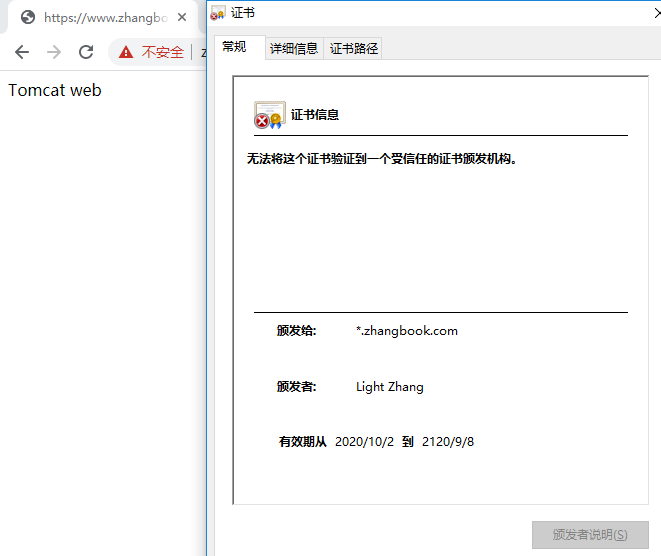 https://www.zhangbo
证书
不安全
常规
详细信息
证书路径
Tomcat web
证书信息
无法将这个证书验证到一个受信任的证书颁发机构。
颁发给: *.zhangbook.com
颁发者: Light Zhang
有效期从 2020/10/2 到 2120/9/8
颁发者说明(S)